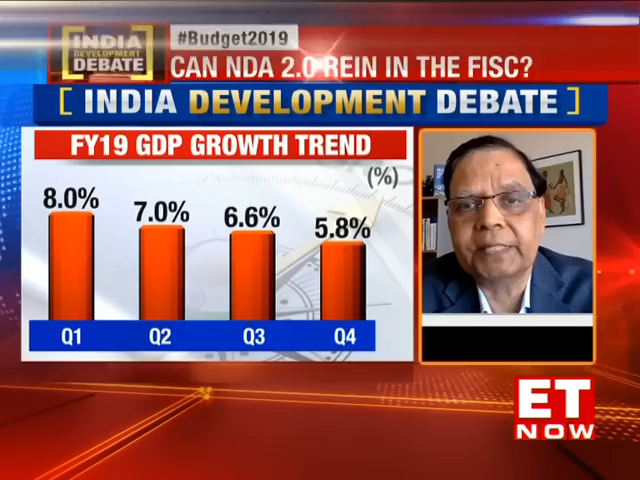 INDIA
DEVELOPMENT
DEBATE
#Budget2019
CAN NDA 2.0 REIN IN THE FISC?
[ INDIA DEVELOPMENT DEBATE ]
FY19 GDP GROWTH TREND
(%)
8.0%
7.0%
6.6%
5.8%
Q1
Q2
Q3
Q4
ET
NOW